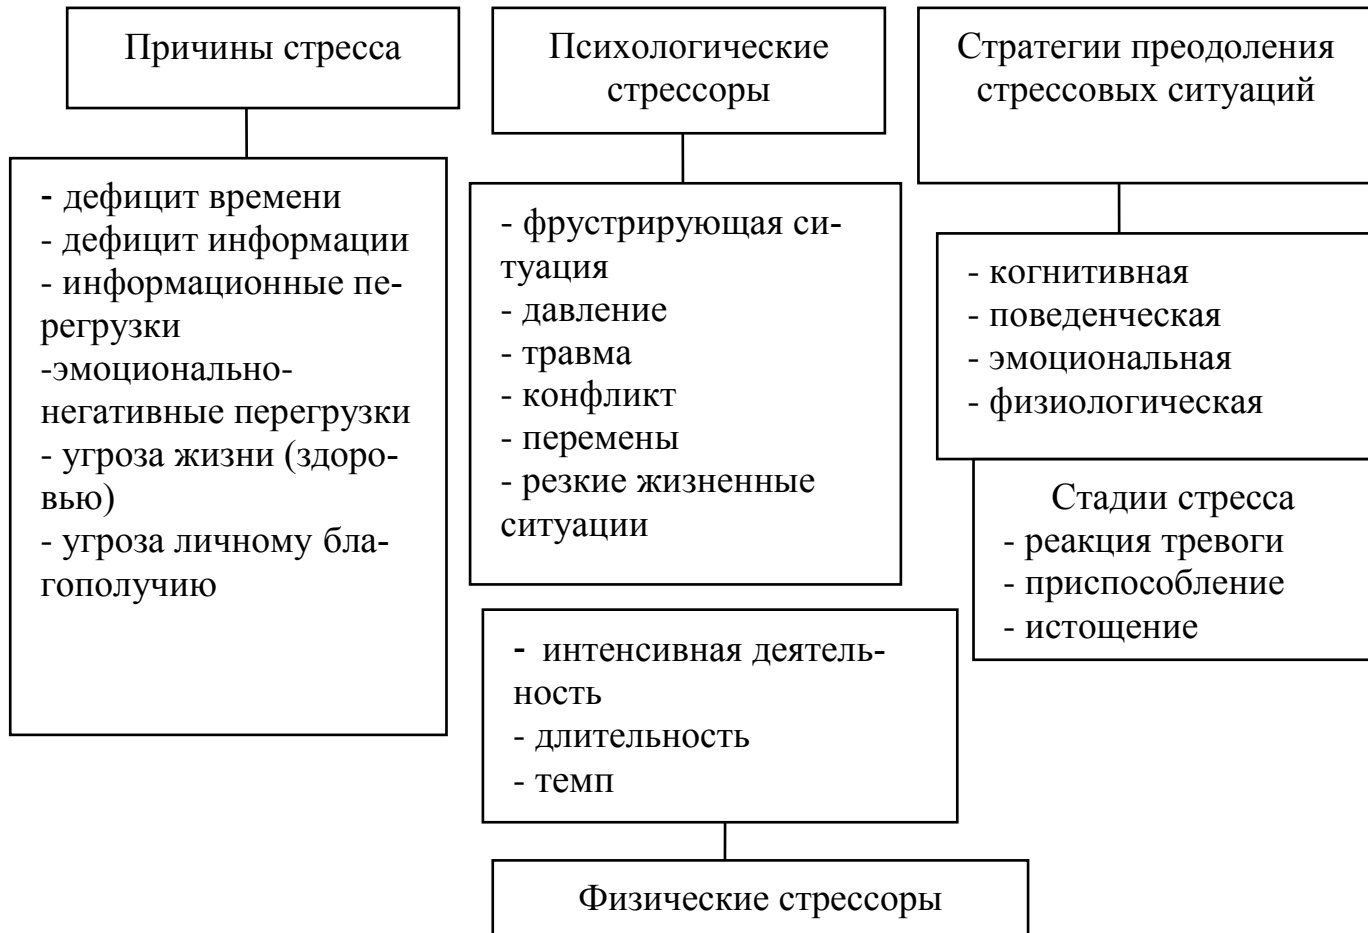 Причины стресса
- дефицит времени
- дефицит информации
- информационные пе-
регрузки
-эмоционально-
негативные перегрузки
- угроза жизни (здоро-
вью)
- угроза личному бла-
гополучию
Психологические
стрессоры
- фрустрирующая си-
туация
- давление
- травма
- конфликт
- перемены
- резкие жизненные
ситуации
- интенсивная деятель-
ность
- длительность
- темп
Физические стрессоры
Стратегии преодоления
стрессовых ситуаций
- когнитивная
- поведенческая
- эмоциональная
- физиологическая
Стадии стресса
- реакция тревоги
- приспособление
- истощение